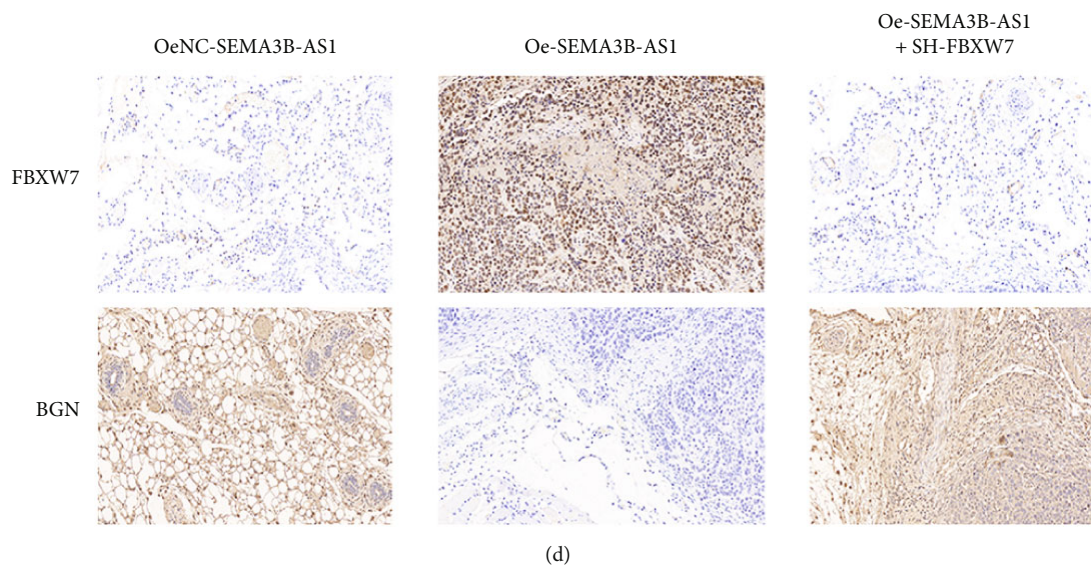 OeNC-SEMA3B-AS1
Oe-SEMA3B-AS1
Oe-SEMA3B-AS1
+ SH-FBXW7
FBXW7
BGN
(d)